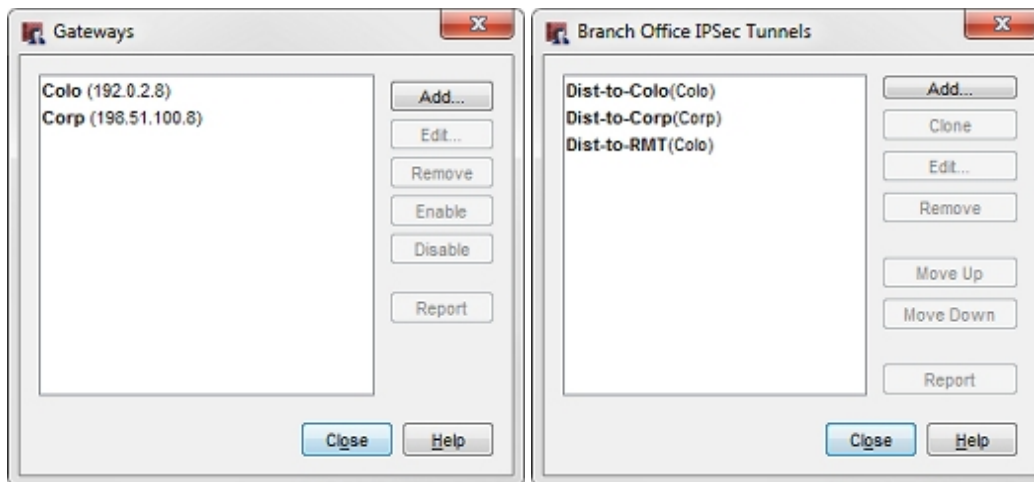 Gateways
Colo (192.0.2.8)
Corp (198.51.100.8)
Add...
Edit...
Remove
Enable
Disable
Report
Close
Help
Branch Office IPSec Tunnels
Dist-to-Colo(Colo)
Dist-to-Corp(Corp)
Dist-to-RMT(Colo)
Add...
Clone
Edit...
Remove
Move Up
Move Down
Report
Close
Help